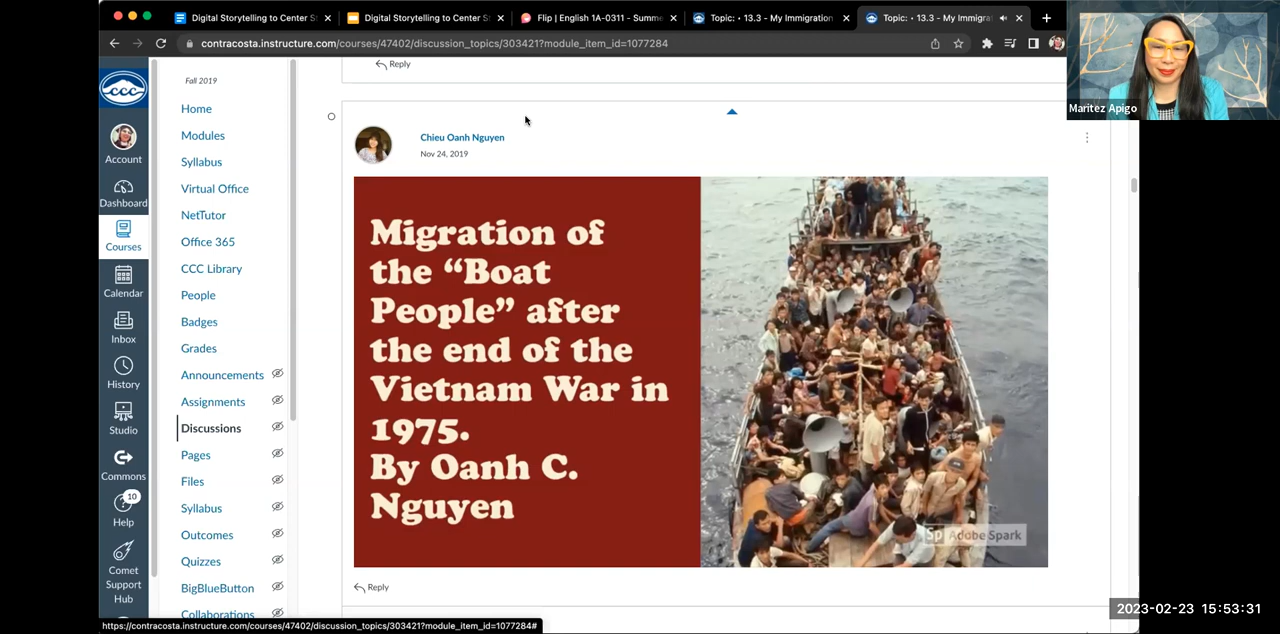 Digital Storytelling to Center St
Digital Storytelling to Center St
Flip | English 1A-0311 - Summe
Topic: • 13.3 - My Immigration
Topic: • 13.3 - My Immigrat
contracosta.instructure.com/courses/47402/discussion_topics/303421?module_item_id=1077284
Maritez Apigo
CCC
Account
Dashboard
Courses
Calendar
Inbox
History
Studio
Commons
10
Help
Comet
Support
Hub
Fall 2019
Home
Modules
Syllabus
Virtual Office
NetTutor
Office 365
CCC Library
People
Badges
Grades
Announcements
Assignments
Discussions
Pages
Files
Syllabus
Outcomes
Quizzes
BigBlueButton
Collaborations
Reply
Chieu Oanh Nguyen
Nov 24, 2019
Migration of
the “Boat
People” after
the end of the
Vietnam War in
1975.
By Oanh C.
Nguyen
Sp Adobe Spark
Reply
2023-02-23 15:53:31
https://contracosta.instructure.com/courses/47402/discussion_topics/303421?module_item_id=1077284#